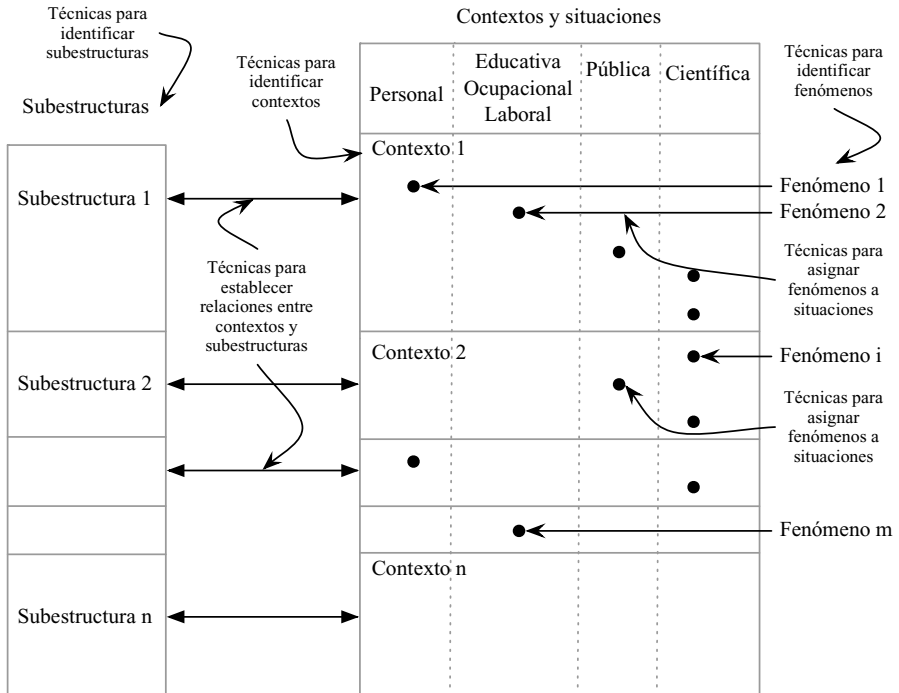 Técnicas para
identificar
subestructuras
Subestructuras
Contextos y situaciones
Técnicas para
identificar
contextos
Personal
Educativa
Ocupacional
Laboral
Pública
Científica
Técnicas para
identificar
fenómenos
Contexto 1
Subestructura 1
Fenómeno 1
Fenómeno 2
Técnicas para
establecer
relaciones entre
contextos y
subestructuras
Técnicas para
asignar
fenómenos a
situaciones
Contexto 2
Subestructura 2
Fenómeno i
Técnicas para
asignar
fenómenos a
situaciones
Fenómeno m
Contexto n
Subestructura n